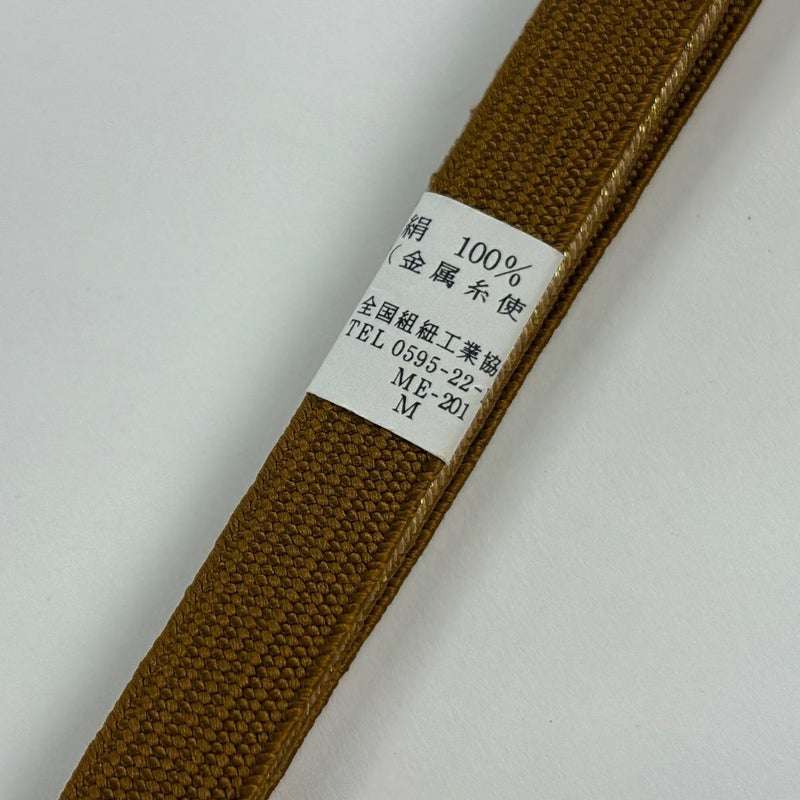 絹 100%
(金属糸使
全国組紐工業協
TEL 0595-22-
ME-201
M